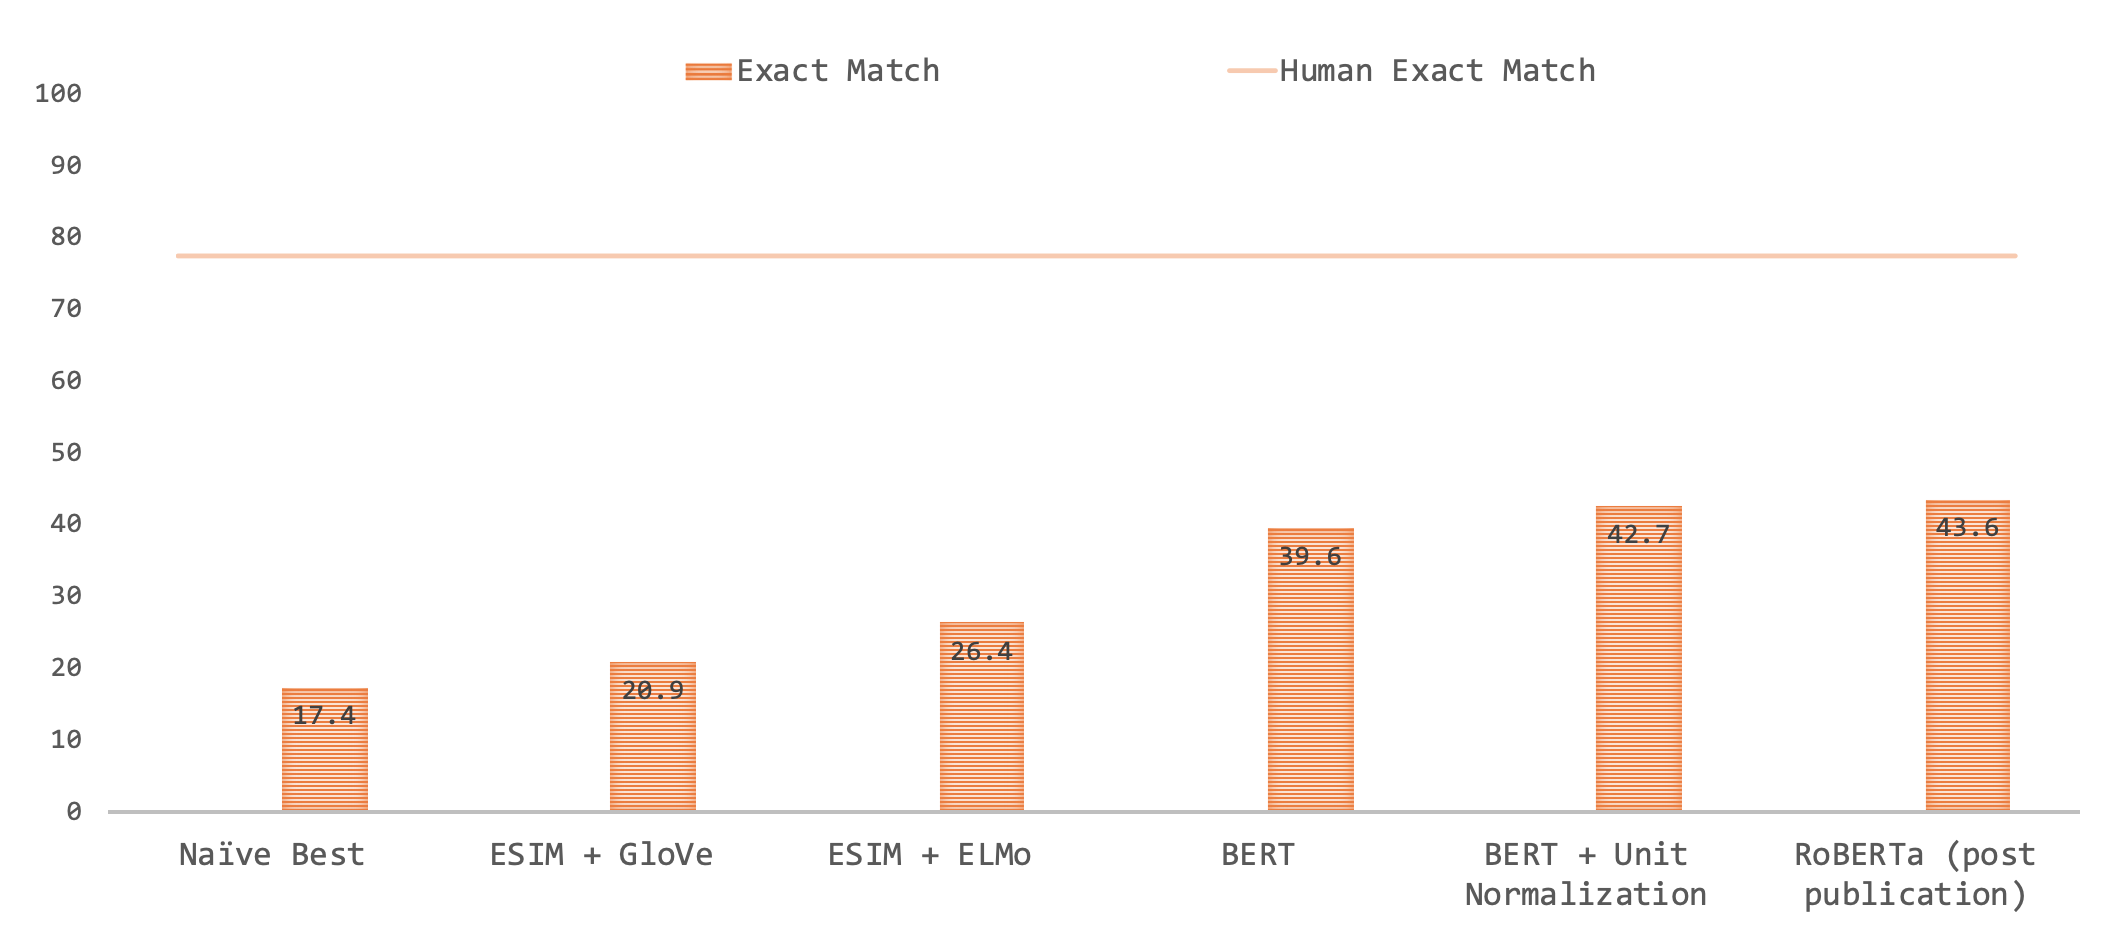 Exact Match
Human Exact Match
100
90
80
70
60
50
40
30
20
10
0
17.4
20.9
26.4
39.6
42.7
43.6
Naïve Best
ESIM + GloVe
ESIM + ELMo
BERT
BERT + Unit
Normalization
RoBERTa (post
publication)